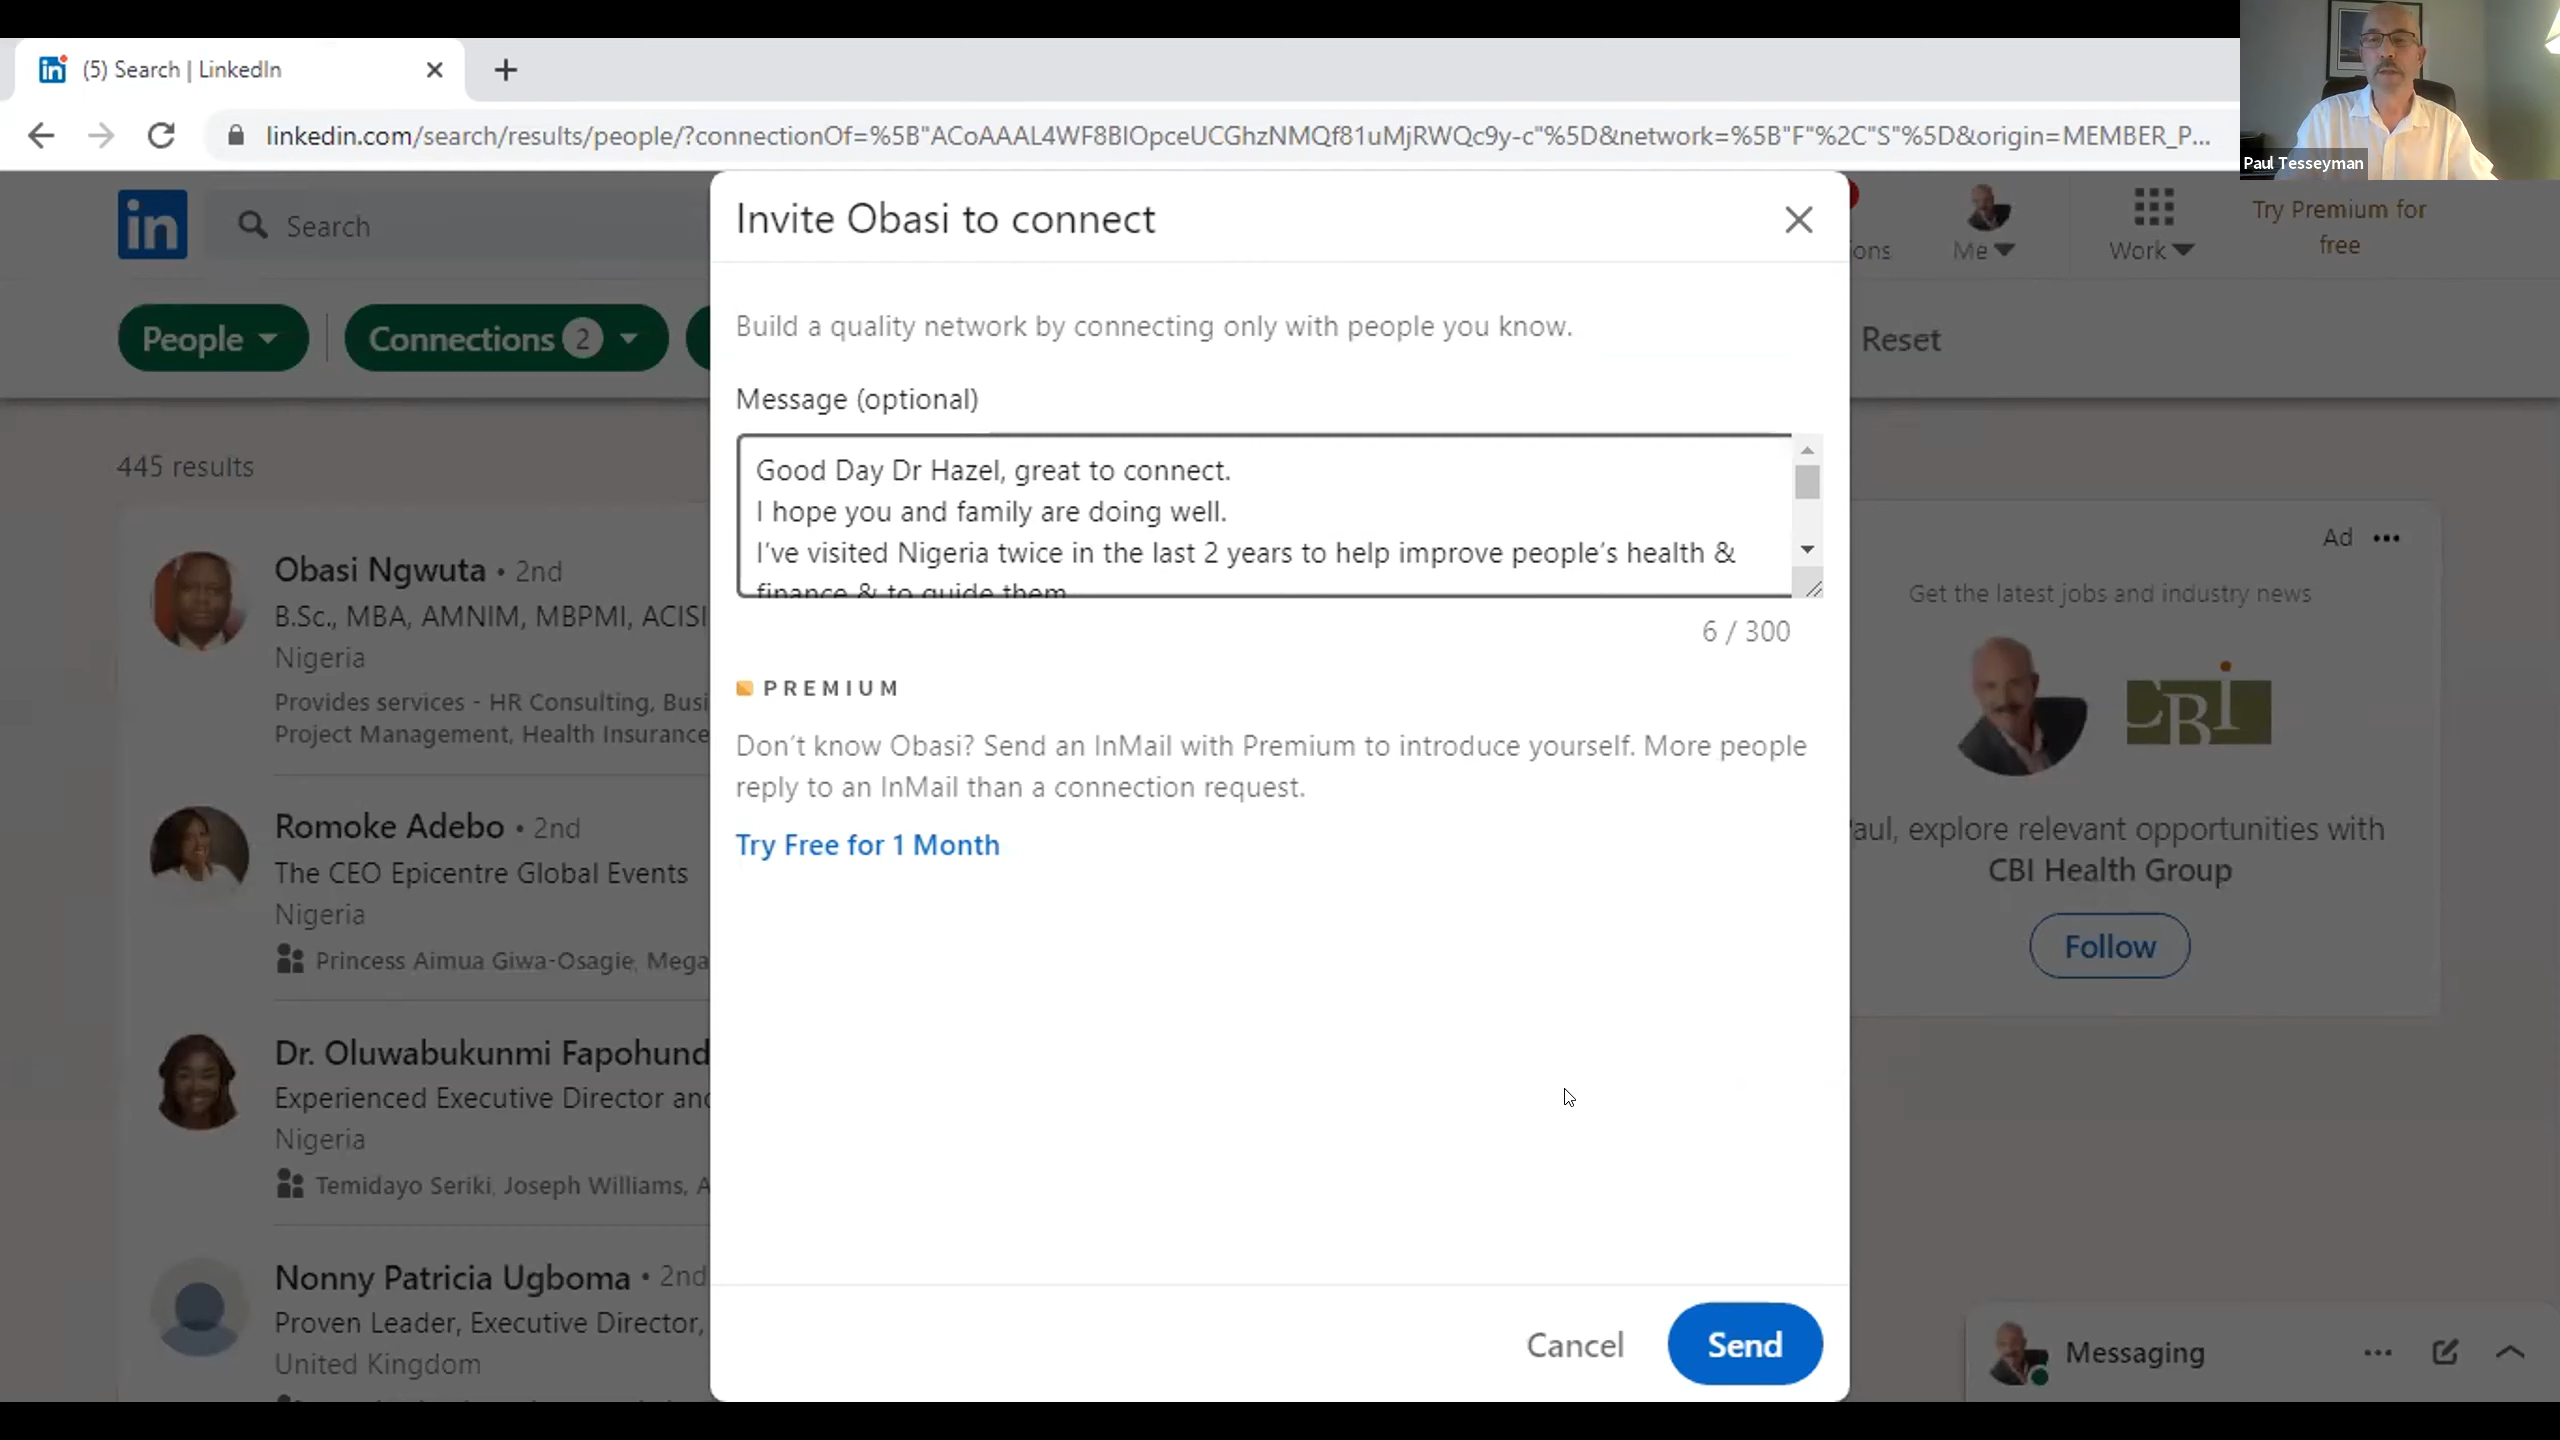 (5) Search | LinkedIn
linkedin.com/search/results/people/?connectionOf=%5B"ACoAAAL4WF8BIOpceUCGhzNMQf81uMjRWQc9y-c"%5D&network=%5B"F"%2C"S"%5D&origin=MEMBER_P...
Paul Tesseyman
in
Search
ons
Me
Work
Try Premium for
free
People
Connections 2
Reset
Invite Obasi to connect
Build a quality network by connecting only with people you know.
Message (optional)
Good Day Dr Hazel, great to connect.
I hope you and family are doing well.
I've visited Nigeria twice in the last 2 years to help improve people's health &
finance & to guide them
6 / 300
PREMIUM
Don't know Obasi? Send an InMail with Premium to introduce yourself. More people
reply to an InMail than a connection request.
Try Free for 1 Month
Cancel
Send
445 results
Obasi Ngwuta • 2nd
B.Sc., MBA, AMNIM, MBPMI, ACISI
Nigeria
Provides services - HR Consulting, Busi
Project Management, Health Insurance
Romoke Adebo • 2nd
The CEO Epicentre Global Events
Nigeria
Princess Aimua Giwa-Osagie, Mega
Dr. Oluwabukunmi Fapohund
Experienced Executive Director and
Nigeria
Temidayo Seriki, Joseph Williams, A
Nonny Patricia Ugboma • 2nd
Proven Leader, Executive Director,
United Kingdom
Ad
Get the latest jobs and industry news
CBI
aul, explore relevant opportunities with
CBI Health Group
Follow
Messaging